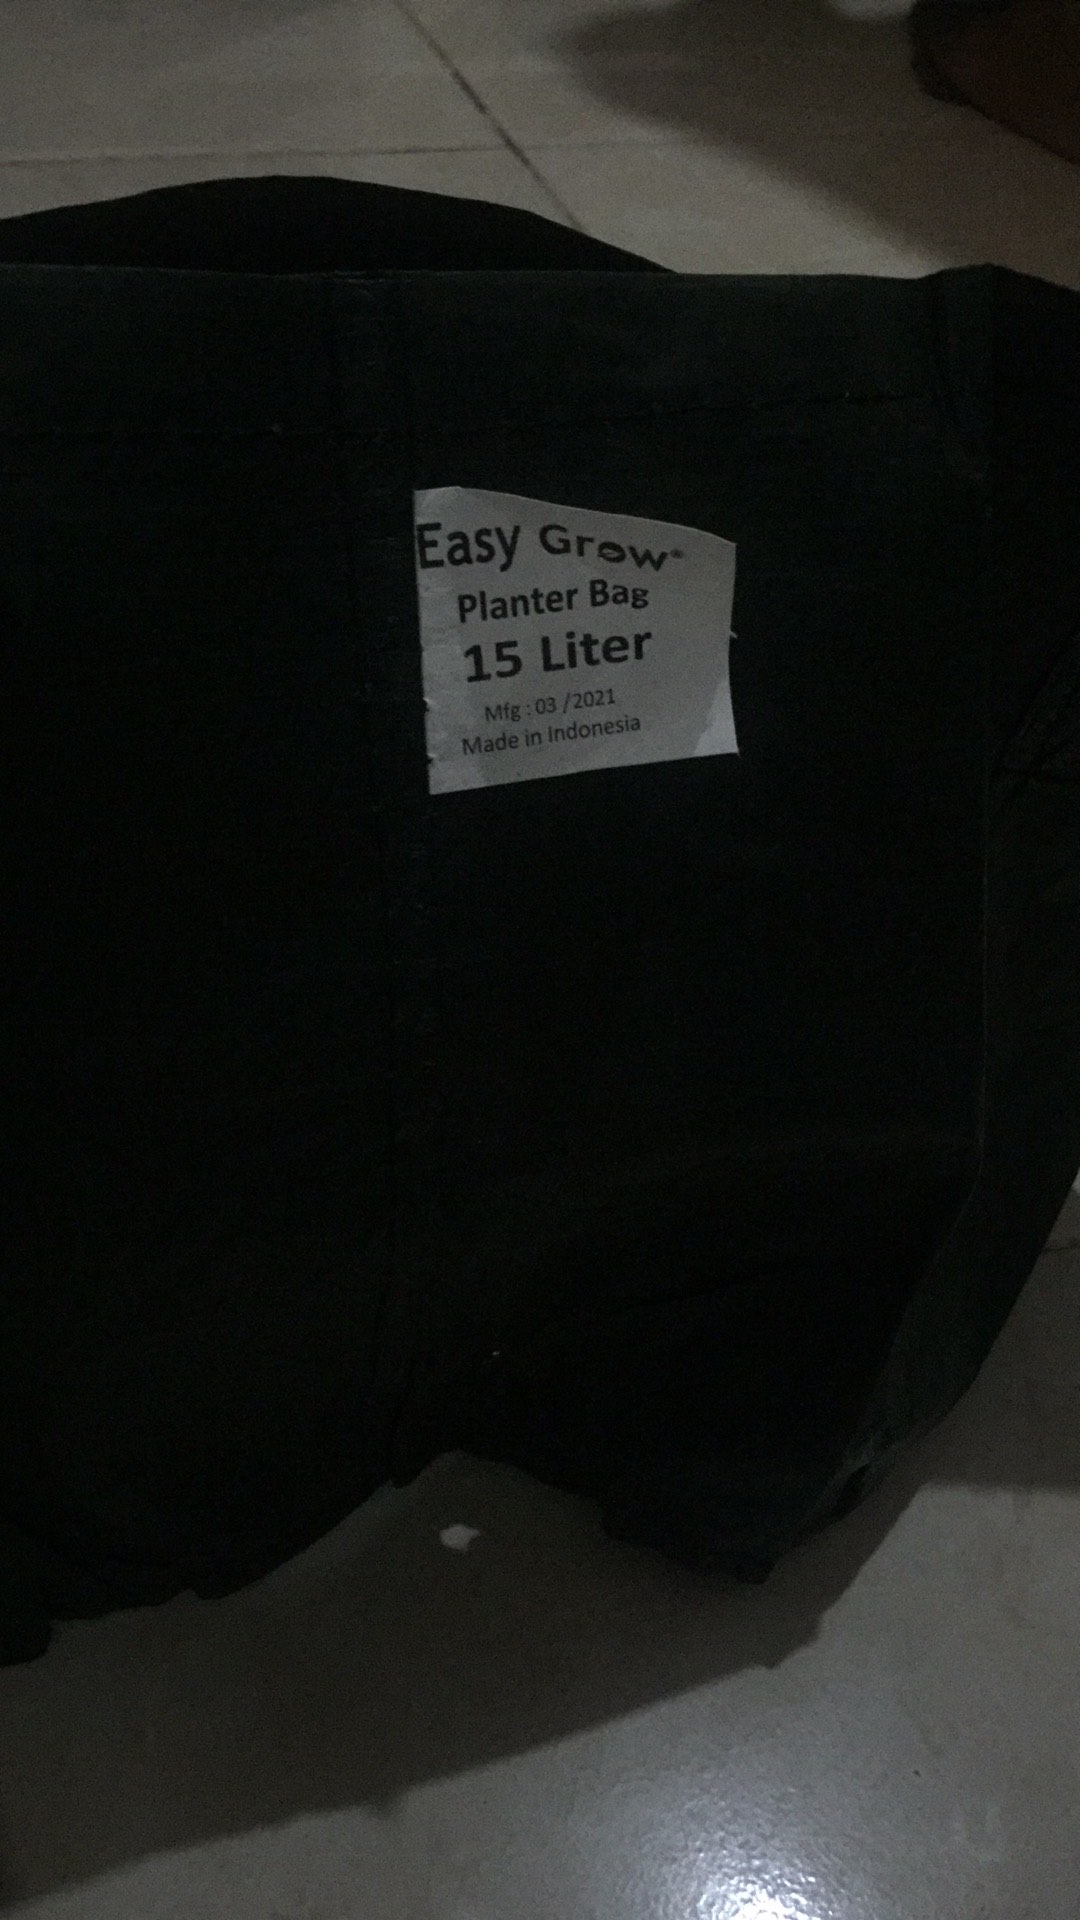 Easy Grow®
Planter Bag
15 Liter
Mfg : 03 /2021
Made in Indonesia